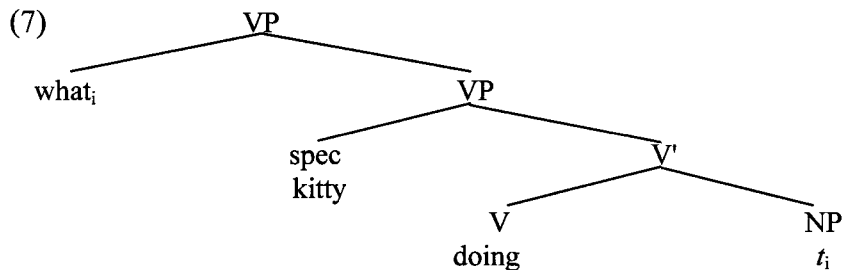 (7) VP
what_i VP
spec V'
kitty
V NP
doing t_i